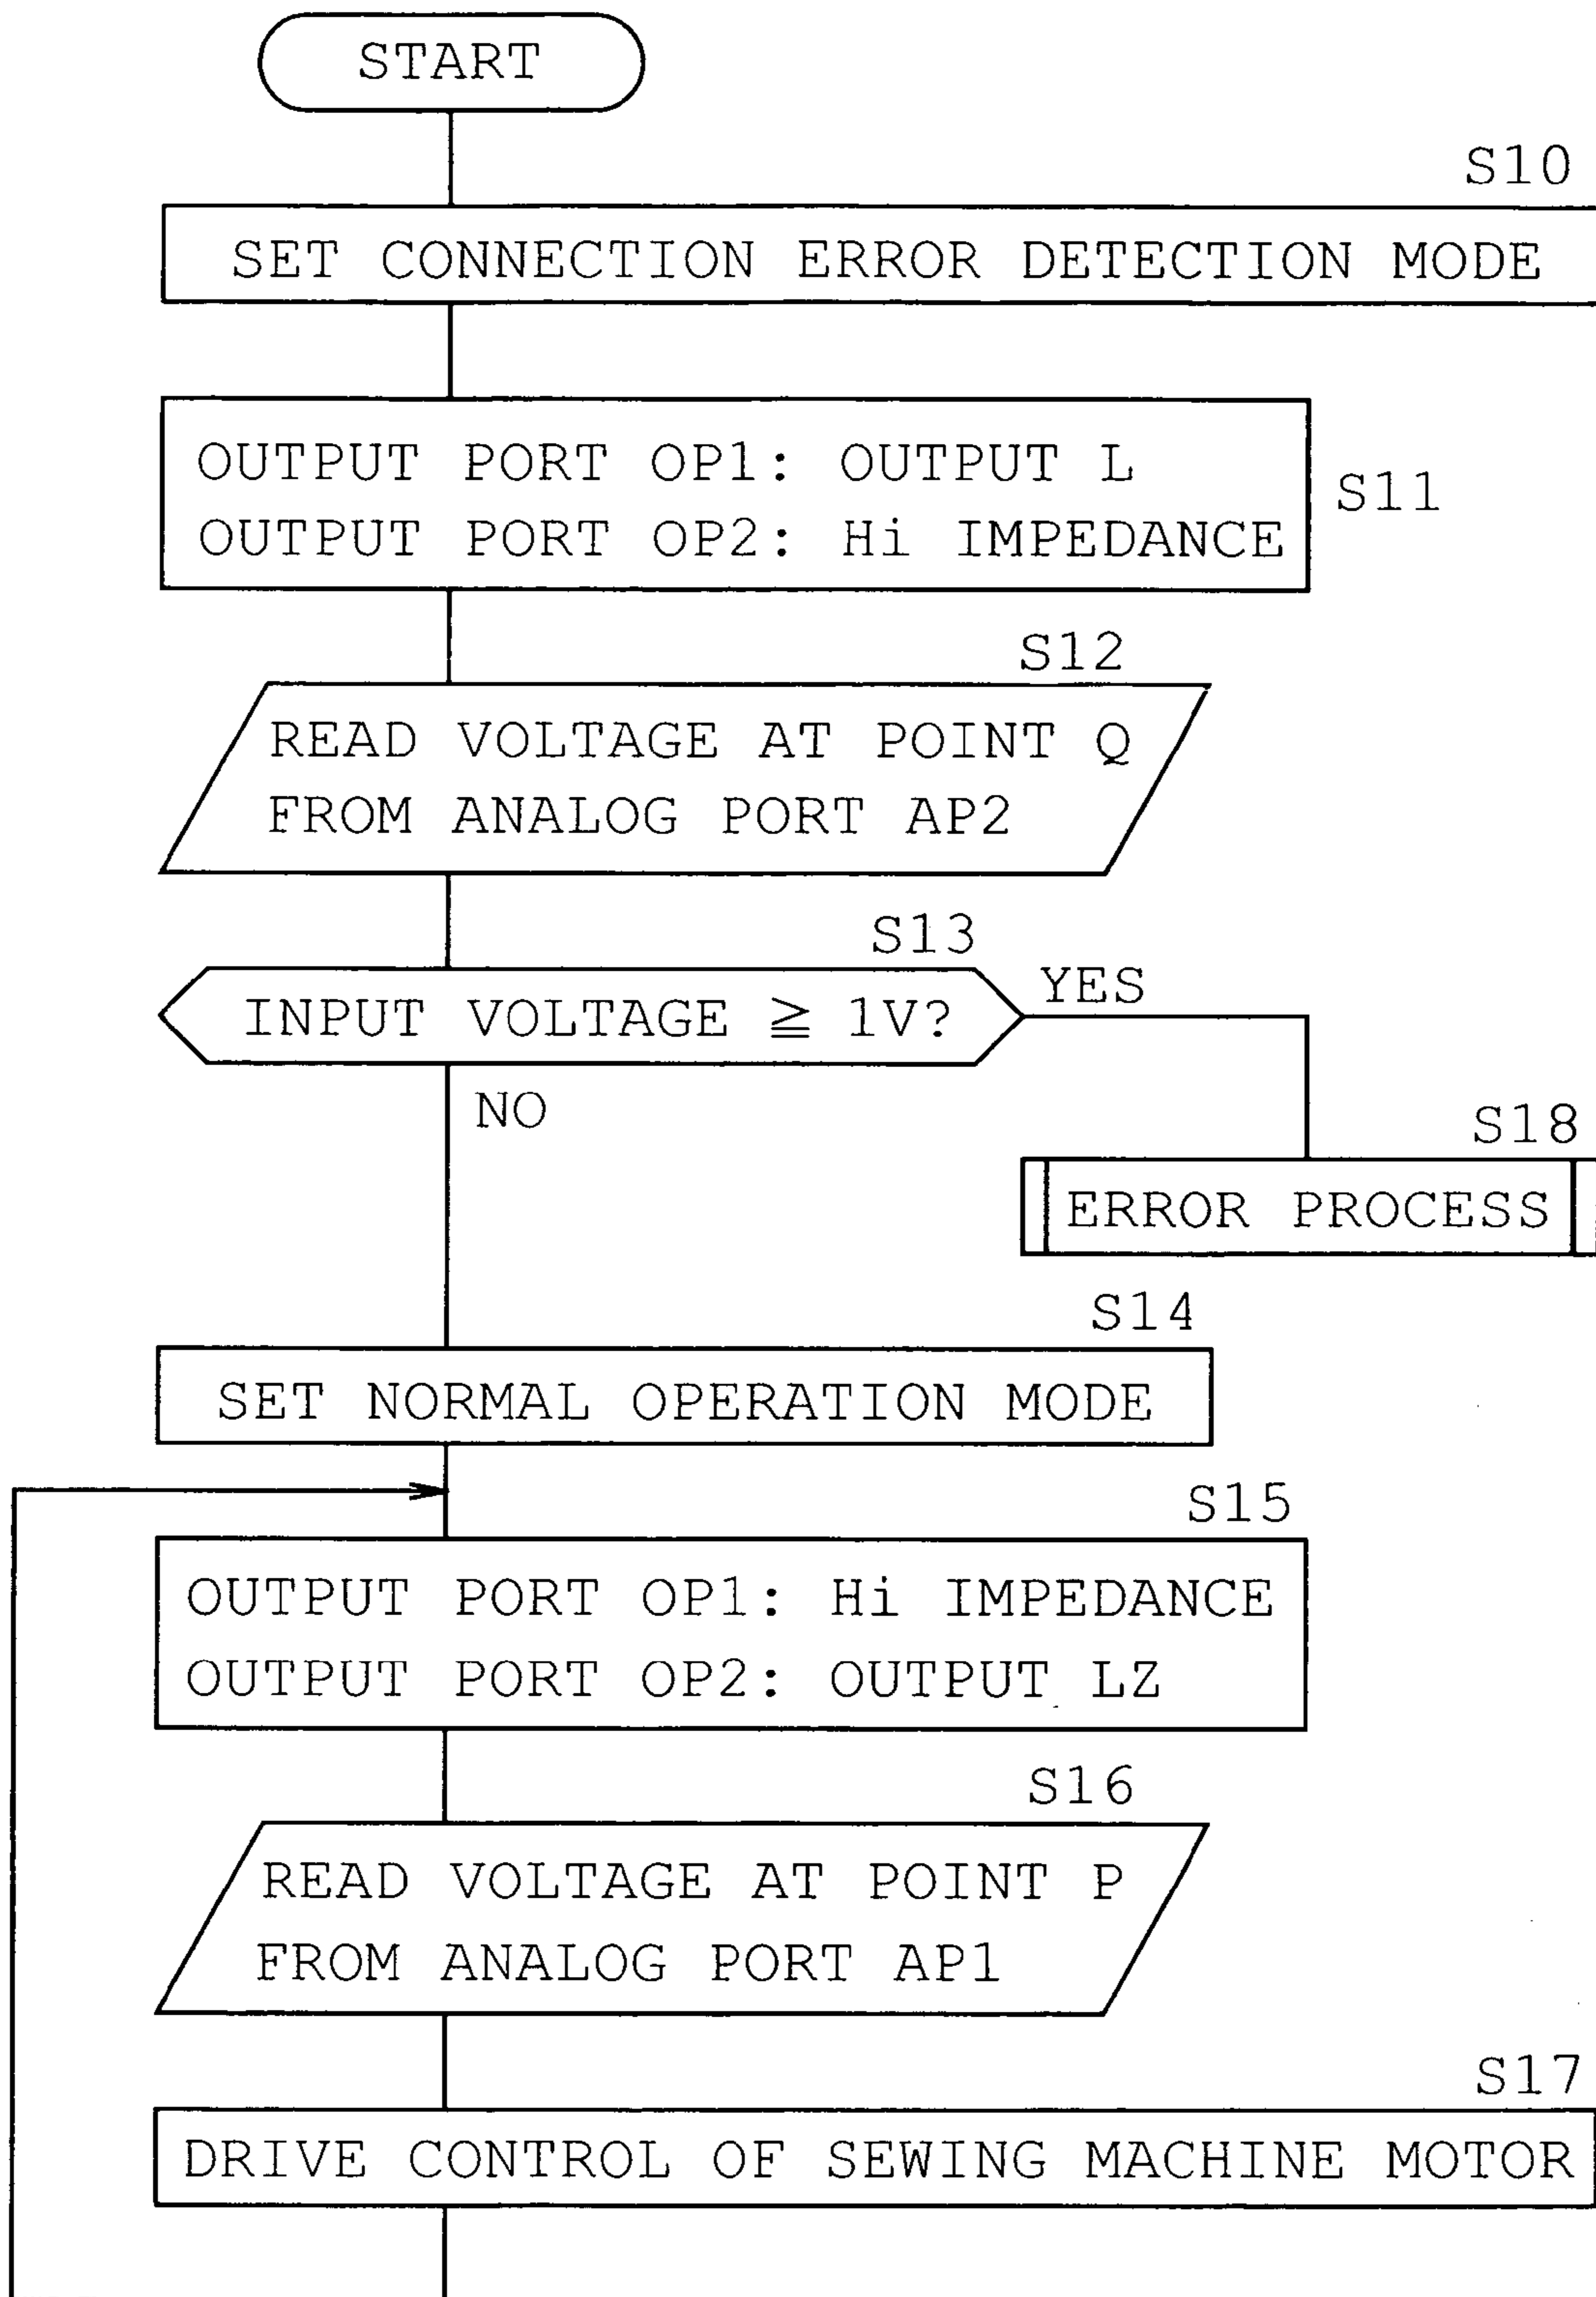 START
S10
SET CONNECTION ERROR DETECTION MODE
OUTPUT PORT OP1: OUTPUT L
OUTPUT PORT OP2: Hi IMPEDANCE
S11
S12
READ VOLTAGE AT POINT Q
FROM ANALOG PORT AP2
S13
INPUT VOLTAGE ≧ 1V?
YES
NO
S18
ERROR PROCESS
S14
SET NORMAL OPERATION MODE
S15
OUTPUT PORT OP1: Hi IMPEDANCE
OUTPUT PORT OP2: OUTPUT LZ
S16
READ VOLTAGE AT POINT P
FROM ANALOG PORT AP1
S17
DRIVE CONTROL OF SEWING MACHINE MOTOR